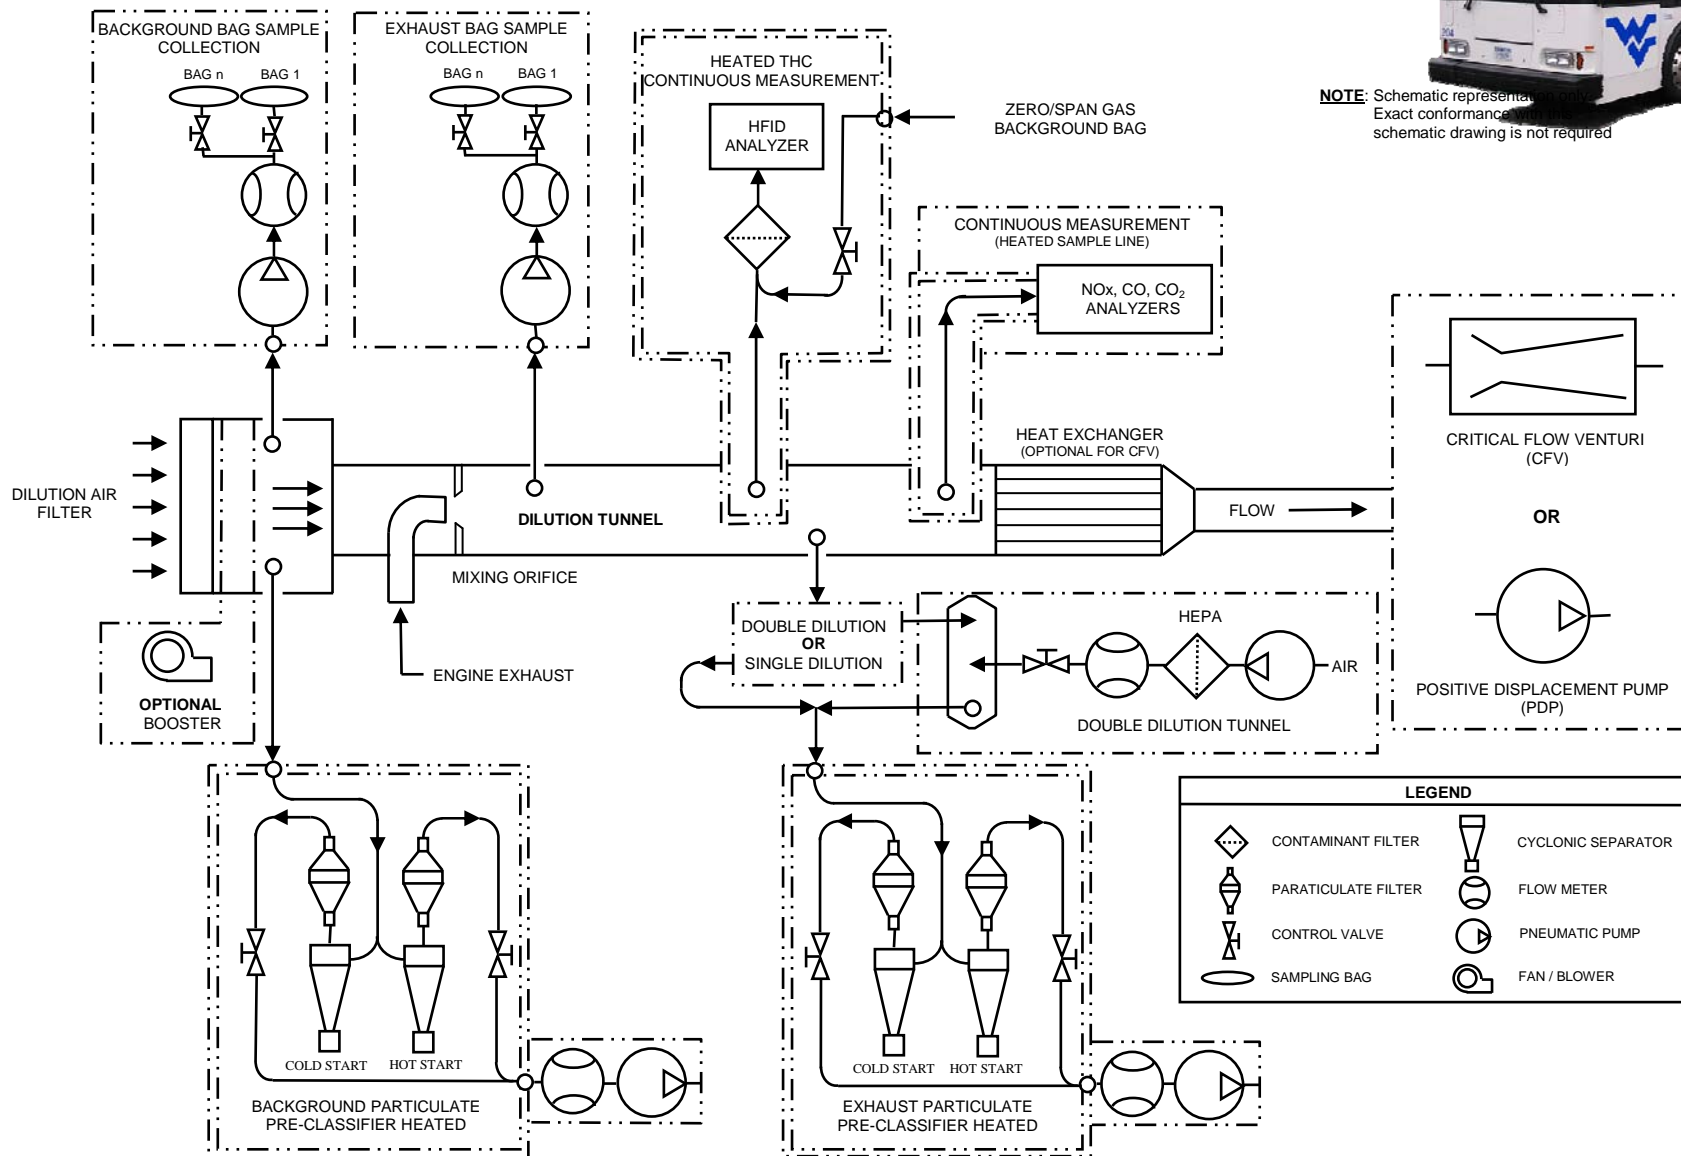 BACKGROUND BAG SAMPLE
COLLECTION
BAG n
BAG 1
EXHAUST BAG SAMPLE
COLLECTION
BAG n
BAG 1
HEATED THC
CONTINUOUS MEASUREMENT
HFID
ANALYZER
ZERO/SPAN GAS
BACKGROUND BAG
204
NOTE: Schematic representation only
Exact conformance with this
schematic drawing is not required
CONTINUOUS MEASUREMENT
(HEATED SAMPLE LINE)
NOx, CO, CO₂
ANALYZERS
CRITICAL FLOW VENTURI
(CFV)
OR
POSITIVE DISPLACEMENT PUMP
(PDP)
HEAT EXCHANGER
(OPTIONAL FOR CFV)
FLOW
DILUTION AIR
FILTER
DILUTION TUNNEL
MIXING ORIFICE
ENGINE EXHAUST
OPTIONAL
BOOSTER
DOUBLE DILUTION
OR
SINGLE DILUTION
HEPA
AIR
DOUBLE DILUTION TUNNEL
COLD START
HOT START
BACKGROUND PARTICULATE
PRE-CLASSIFIER HEATED
COLD START
HOT START
EXHAUST PARTICULATE
PRE-CLASSIFIER HEATED
LEGEND
CONTAMINANT FILTER
CYCLONIC SEPARATOR
PARATICULATE FILTER
FLOW METER
CONTROL VALVE
PNEUMATIC PUMP
SAMPLING BAG
FAN / BLOWER